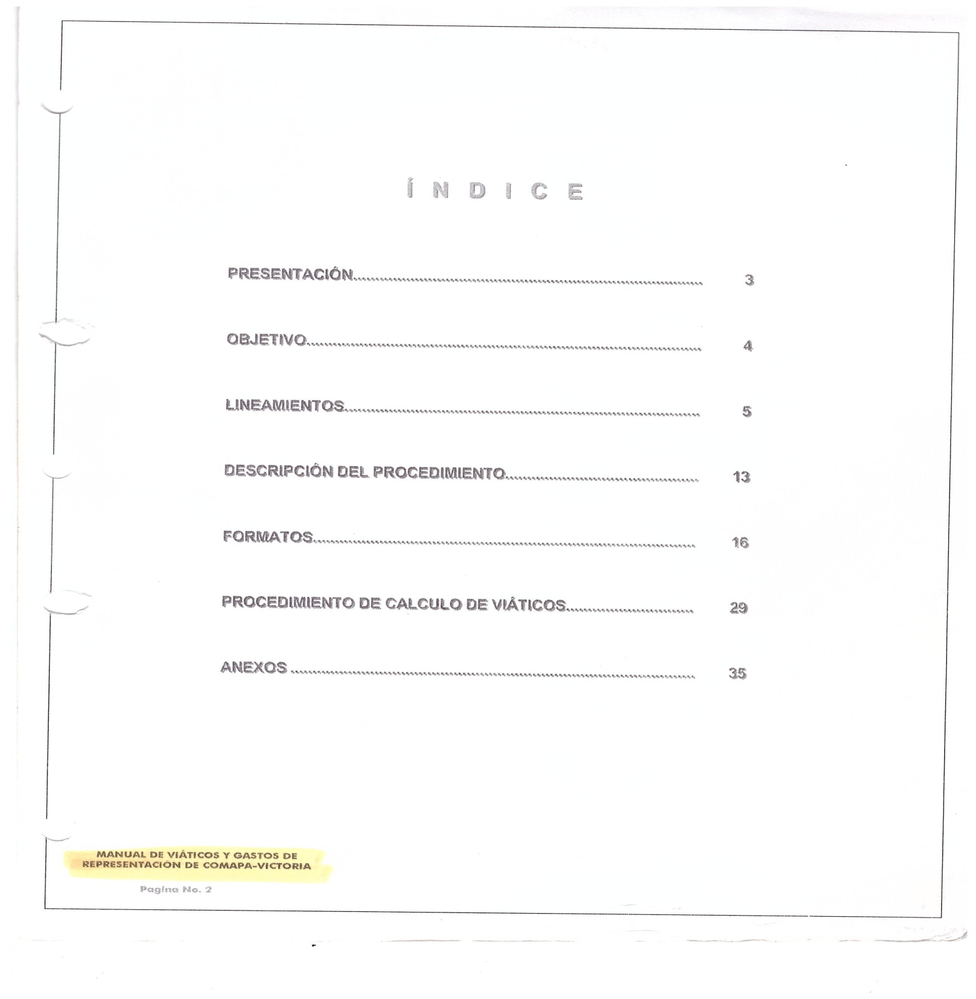 Í N D I C E
PRESENTACIÓN........................................................................ 3
OBJETIVO........................................................................ 4
LINEAMIENTOS........................................................................ 5
DESCRIPCIÓN DEL PROCEDIMIENTO........................................ 13
FORMATOS........................................................................ 16
PROCEDIMIENTO DE CALCULO DE VIÁTICOS............................. 29
ANEXOS ........................................................................ 35
MANUAL DE VIÁTICOS Y GASTOS DE
REPRESENTACIÓN DE COMAPA-VICTORIA
Pagina No. 2